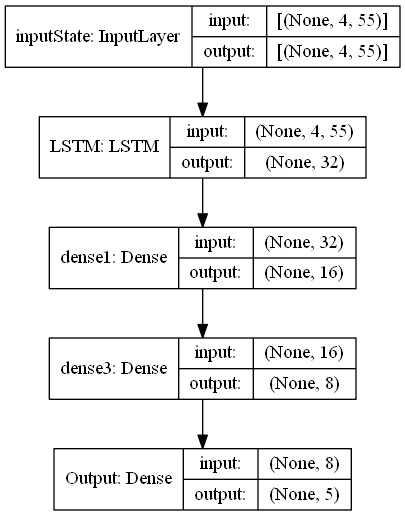 inputState: InputLayer
input: [(None, 4, 55)]
output: [(None, 4, 55)]
LSTM: LSTM
input: (None, 4, 55)
output: (None, 32)
dense1: Dense
input: (None, 32)
output: (None, 16)
dense3: Dense
input: (None, 16)
output: (None, 8)
Output: Dense
input: (None, 8)
output: (None, 5)